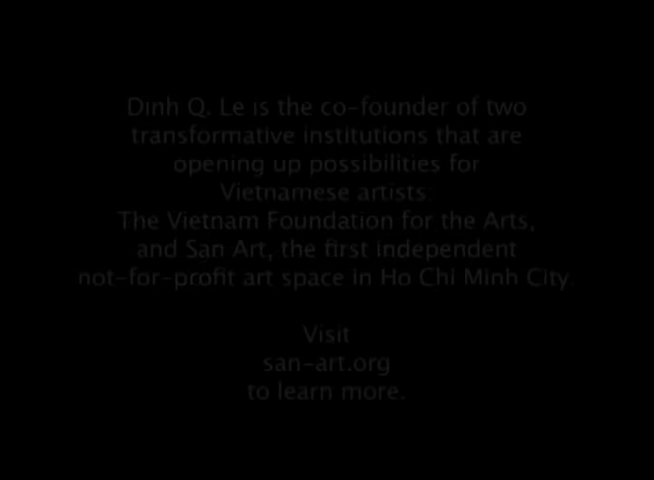 Dinh Q. Le is the co-founder of two
transformative institutions that are
opening up possibilities for
Vietnamese artists
The Vietnam Foundation for the Arts,
and San Art, the first independent
not-for-profit art space in Ho Chi Minh City.
Visit
san-art.org
to learn more.